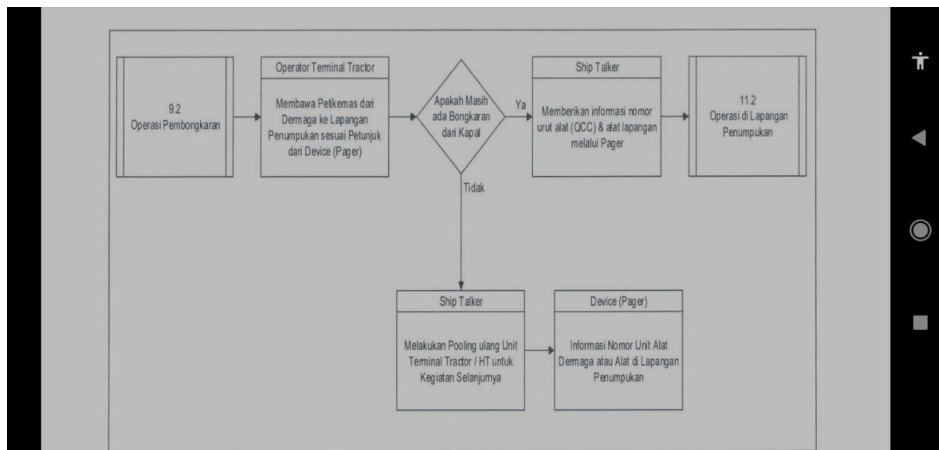 9.2
Operasi Pembongkaran
Operator Terminal Tractor
Membawa Petikemas dari
Dermaga ke Lapangan
Penumpukan sesuai Petunjuk
dari Device (Pager)
Apakah Masih
ada Bongkaran
dari Kapal
Ya
Ship Talker
Memberikan informasi nomor
urut alat (QCC) & alat lapangan
melalui Pager
11.2
Operasi di Lapangan
Penumpukan
Tidak
Ship Talker
Melakukan Pooling ulang Unit
Terminal Tractor / HT untuk
Kegiatan Selanjurnya
Device (Pager)
Informasi Nomor Unit Alat
Dermaga atau Alat di Lapangan
Penumpukan